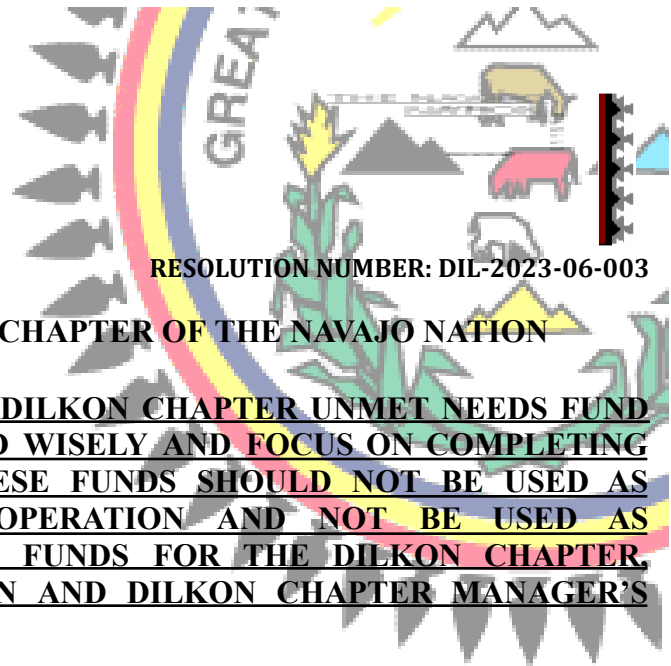 GREAT
RESOLUTION NUMBER: DIL-2023-06-003
CHAPTER OF THE NAVAJO NATION
DILKON CHAPTER UNMET NEEDS FUND
WISELY AND FOCUS ON COMPLETING
FUNDS SHOULD NOT BE USED AS
OPERATION AND NOT BE USED AS
FUNDS FOR THE DILKON CHAPTER,
AND DILKON CHAPTER MANAGER'S